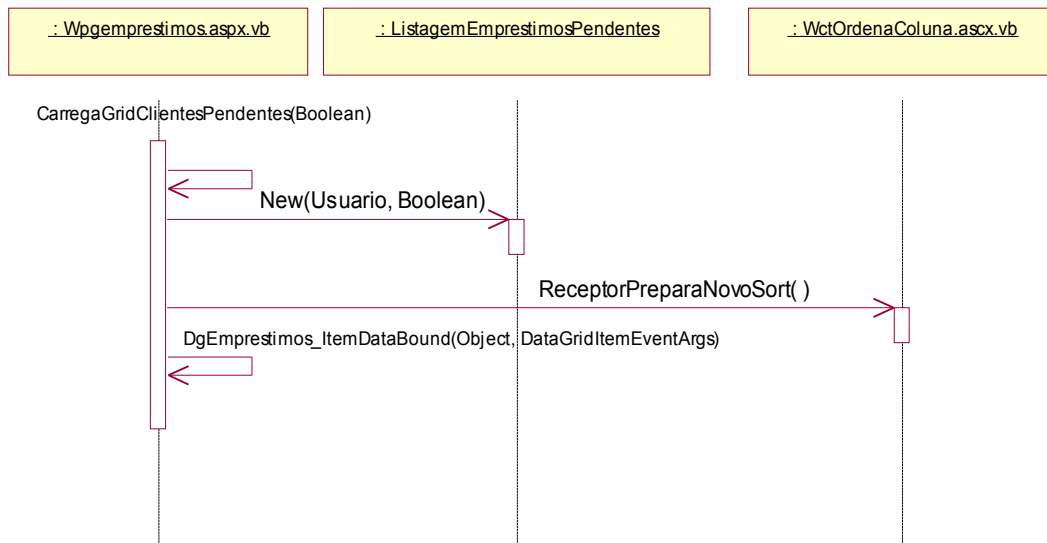 : Wpgemprestimos.aspx.vb
: ListagemEmprestimosPendentes
: WctOrdenaColuna.ascx.vb
CarregaGridClientesPendentes(Boolean)
New(Usuario, Boolean)
ReceptorPreparaNovoSort( )
DgEmprestimos_ItemDataBound(Object, DataGridItemEventArgs)